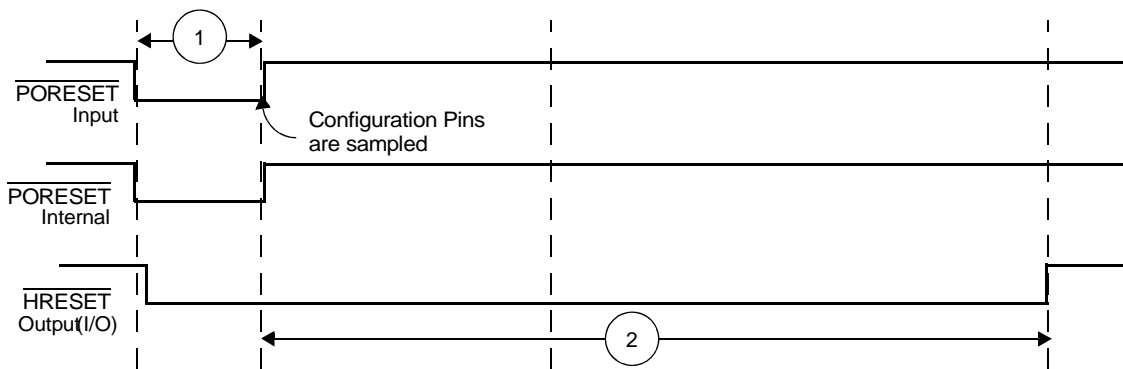 1
PORESET
Input
Configuration Pins
are sampled
PORESET
Internal
HRESET
Output(I/O)
2